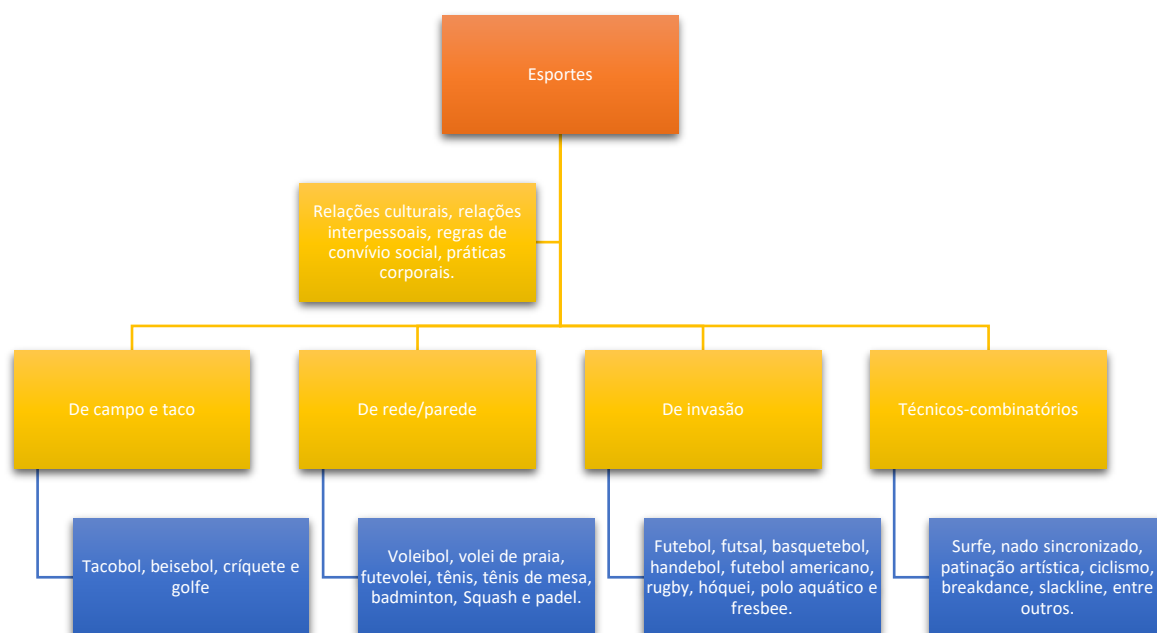 Esportes
Relações culturais, relações
interpessoais, regras de
convívio social, práticas
corporais.
De campo e taco
De rede/parede
De invasão
Técnicos-combinatórios
Tacobol, beisebol, críquete e
golfe
Voleibol, volei de praia,
futevolei, tênis, tênis de mesa,
badminton, Squash e padel.
Futebol, futsal, basquetebol,
handebol, futebol americano,
rugby, hóquei, polo aquático e
fresbee.
Surfe, nado sincronizado,
patinação artística, ciclismo,
breakdance, slackline, entre
outros.